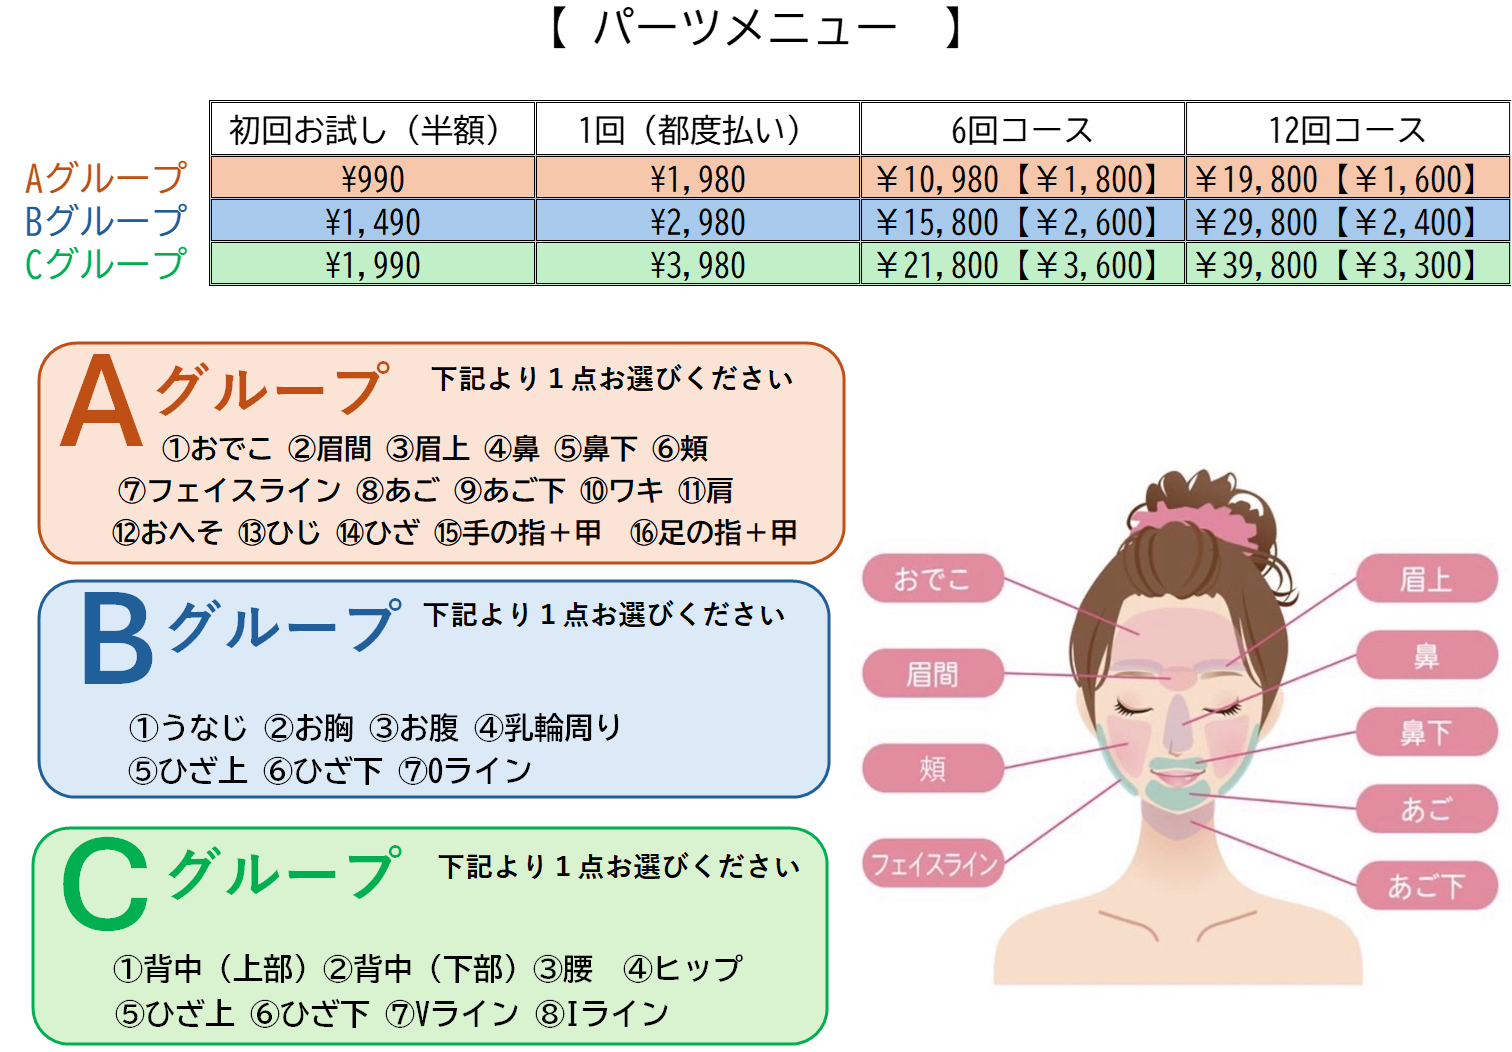 【 パーツメニュー 】
初回お試し（半額） 1回（都度払い） 6回コース 12回コース
Aグループ ¥990 ¥1,980 ￥10,980【￥1,800】 ￥19,800【￥1,600】
Bグループ ¥1,490 ¥2,980 ￥15,800【￥2,600】 ￥29,800【￥2,400】
Cグループ ¥1,990 ¥3,980 ￥21,800【￥3,600】 ￥39,800【￥3,300】
Aグループ 下記より１点お選びください
①おでこ ②眉間 ③眉上 ④鼻 ⑤鼻下 ⑥頬
⑦フェイスライン ⑧あご ⑨あご下 ⑩ワキ ⑪肩
⑫おへそ ⑬ひじ ⑭ひざ ⑮手の指＋甲 ⑯足の指＋甲
Bグループ 下記より１点お選びください
①うなじ ②お胸 ③お腹 ④乳輪周り
⑤ひざ上 ⑥ひざ下 ⑦Oライン
Cグループ 下記より１点お選びください
①背中（上部）②背中（下部）③腰 ④ヒップ
⑤ひざ上 ⑥ひざ下 ⑦Vライン ⑧Iライン
おでこ
眉間
頬
フェイスライン
眉上
鼻
鼻下
あご
あご下